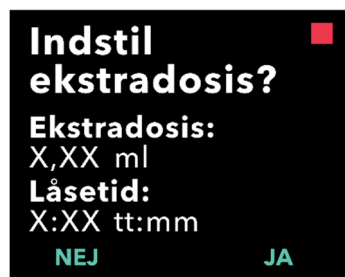 Indstil
ekstradosis?
Ekstradosis:
X,XX ml
Låsetid:
X:XX tt:mm
NEJ JA